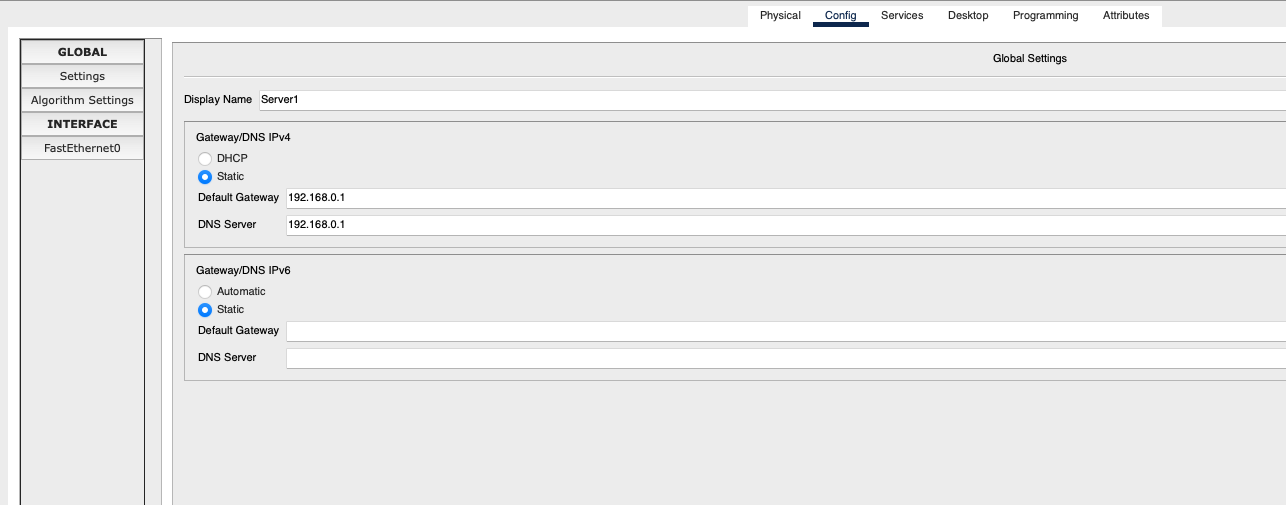 Physical Config Services Desktop Programming Attributes
GLOBAL
Settings
Algorithm Settings
INTERFACE
FastEthernet0
Global Settings
Display Name Server1
Gateway/DNS IPv4
DHCP
Static
Default Gateway 192.168.0.1
DNS Server 192.168.0.1
Gateway/DNS IPv6
Automatic
Static
Default Gateway
DNS Server